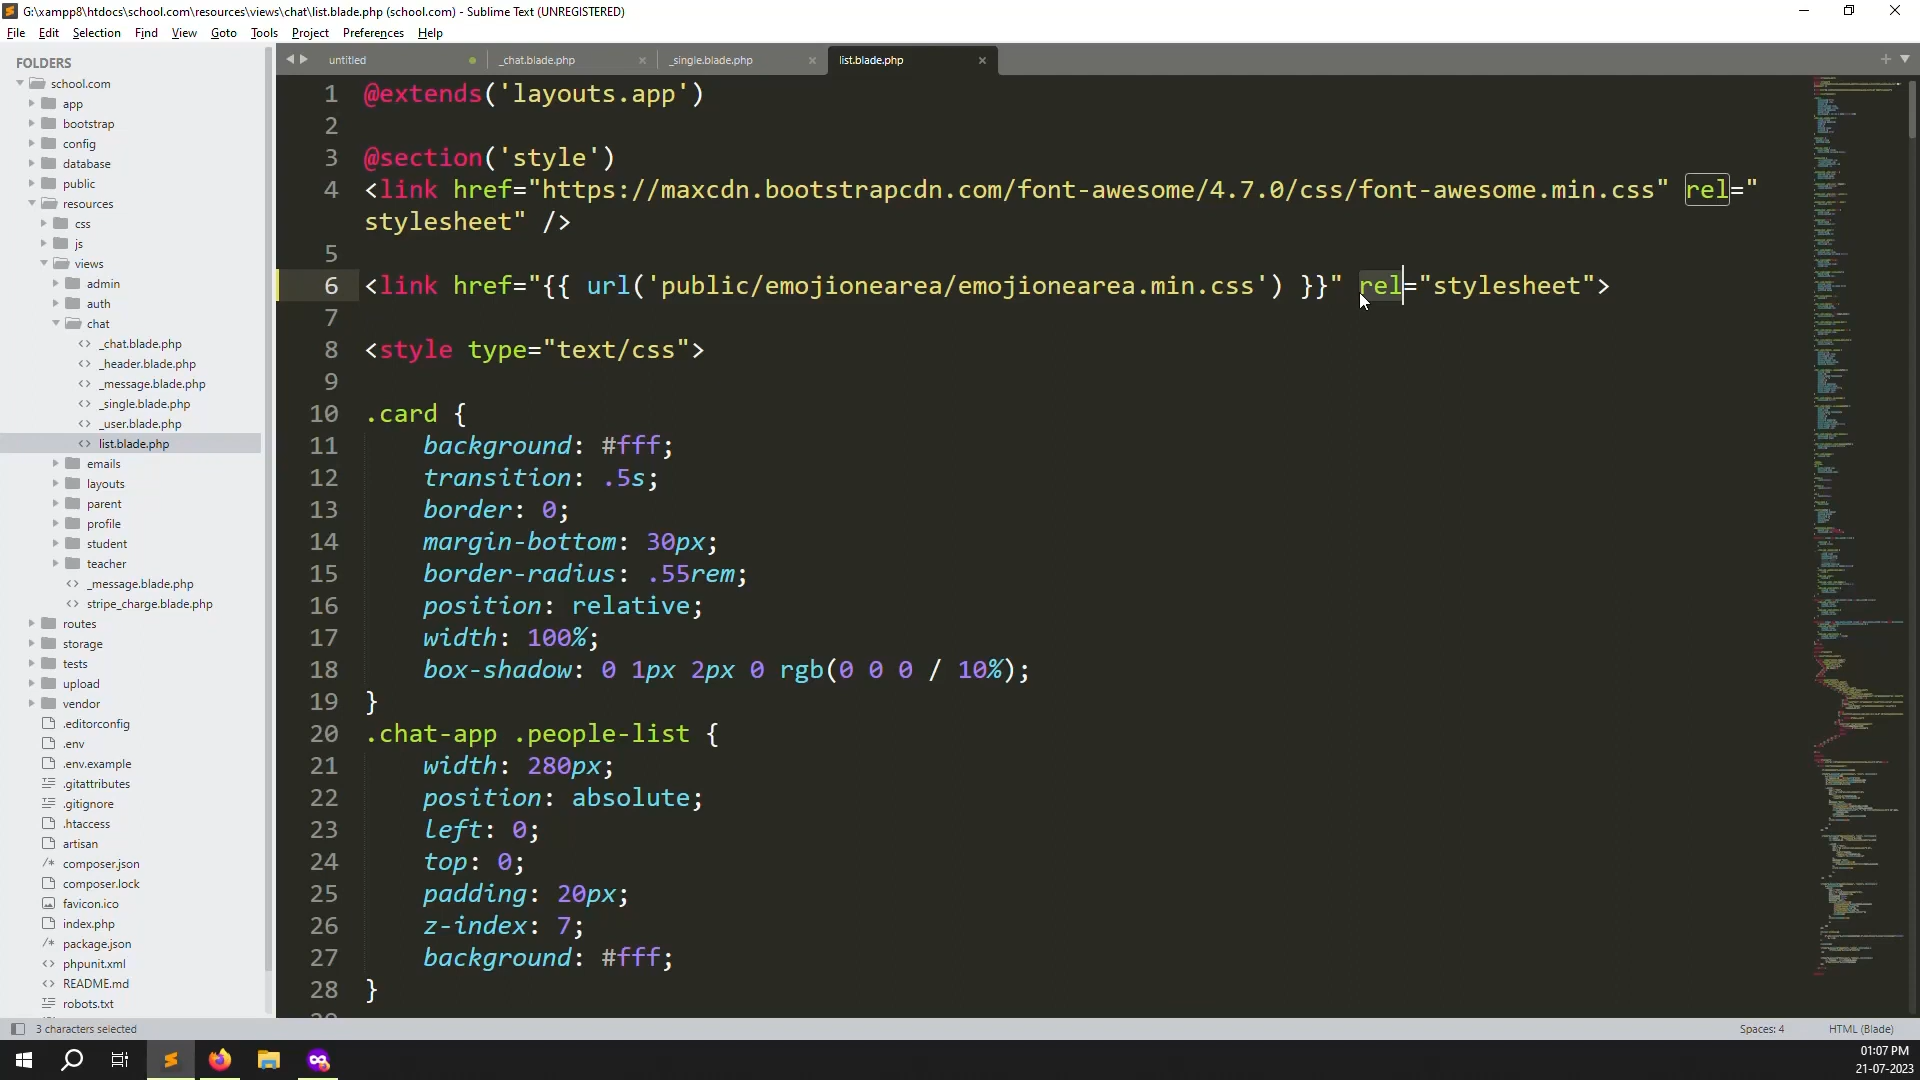 G:\xampp8\htdocs\school.com\resources\views\chat\list.blade.php (school.com) - Sublime Text (UNREGISTERED)
File Edit Selection Find View Goto Tools Project Preferences Help
FOLDERS
school.com
app
bootstrap
config
database
public
resources
css
js
views
admin
auth
chat
_chat.blade.php
_header.blade.php
_message.blade.php
_single.blade.php
_user.blade.php
list.blade.php
emails
layouts
parent
profile
student
teacher
_message.blade.php
stripe_charge.blade.php
routes
storage
tests
upload
vendor
.editorconfig
.env
.env.example
.gitattributes
.gitignore
.htaccess
artisan
composer.json
composer.lock
favicon.ico
index.php
package.json
phpunit.xml
README.md
robots.txt
untitled _chat.blade.php _single.blade.php list.blade.php
1 @extends('layouts.app')
2
3 @section('style')
4 <link href="https://maxcdn.bootstrapcdn.com/font-awesome/4.7.0/css/font-awesome.min.css" rel="
stylesheet" />
5
6 <link href="{{ url('public/emojionearea/emojionearea.min.css') }}" rel="stylesheet">
7
8 <style type="text/css">
9
10 .card {
11 background: #fff;
12 transition: .5s;
13 border: 0;
14 margin-bottom: 30px;
15 border-radius: .55rem;
16 position: relative;
17 width: 100%;
18 box-shadow: 0 1px 2px 0 rgb(0 0 0 / 10%);
19 }
20 .chat-app .people-list {
21 width: 280px;
22 position: absolute;
23 left: 0;
24 top: 0;
25 padding: 20px;
26 z-index: 7;
27 background: #fff;
28 }
3 characters selected
Spaces: 4 HTML (Blade)
01:07 PM
21-07-2023